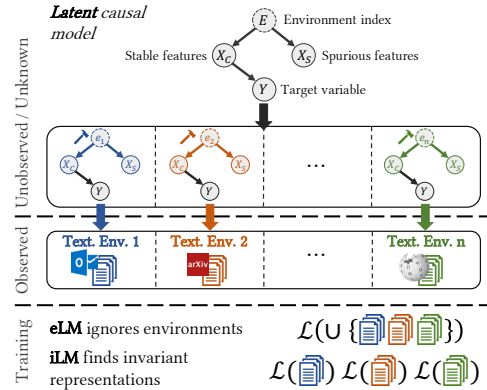 Latent causal
model
E
Environment index
Stable features
X_C
X_S
Spurious features
Y
Target variable
Unobserved / Unknown
e_1
X_C
X_S
Y
e_2
X_C
X_S
Y
...
e_n
X_C
X_S
Y
Observed
Text. Env. 1
Text. Env. 2
Text. Env. n
O
arXiv
W
...
Training
eLM ignores environments
ℒ(∪ { })
iLM finds invariant
representations
ℒ( ) ℒ( ) ℒ( )